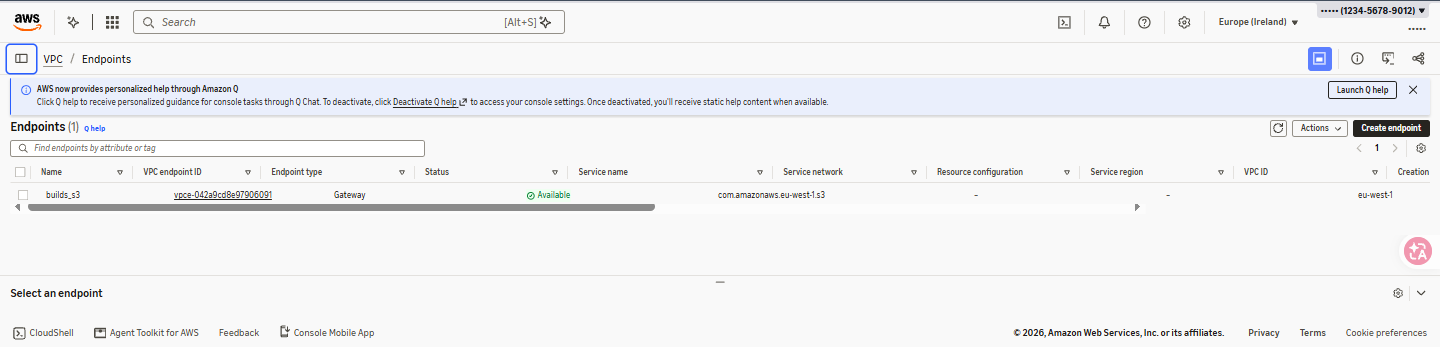 aws
Search [Alt+S]
Europe (Ireland) ▼
••••• (1234-5678-9012) ▼
•••••
VPC / Endpoints
AWS now provides personalized help through Amazon Q
Click Q help to receive personalized guidance for console tasks through Q Chat. To deactivate, click Deactivate Q help to access your console settings. Once deactivated, you'll receive static help content when available.
Launch Q help
Endpoints (1) Q help
Actions
Create endpoint
Find endpoints by attribute or tag
1
Name VPC endpoint ID Endpoint type Status Service name Service network Resource configuration Service region VPC ID Creation
builds_s3 vpce-042a9cd8e97906091 Gateway Available com.amazonaws.eu-west-1.s3 - - eu-west-1
Select an endpoint
CloudShell Agent Toolkit for AWS Feedback Console Mobile App © 2026, Amazon Web Services, Inc. or its affiliates. Privacy Terms Cookie preferences